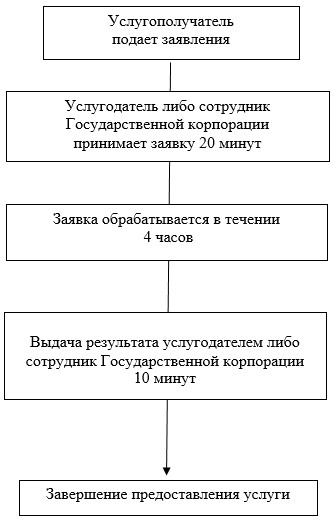 Услугополучатель
подает заявления
Услугодатель либо сотрудник
Государственной корпорации
принимает заявку 20 минут
Заявка обрабатывается в течении
4 часов
Выдача результата услугодателем либо
сотрудник Государственной корпорации
10 минут
Завершение предоставления услуги